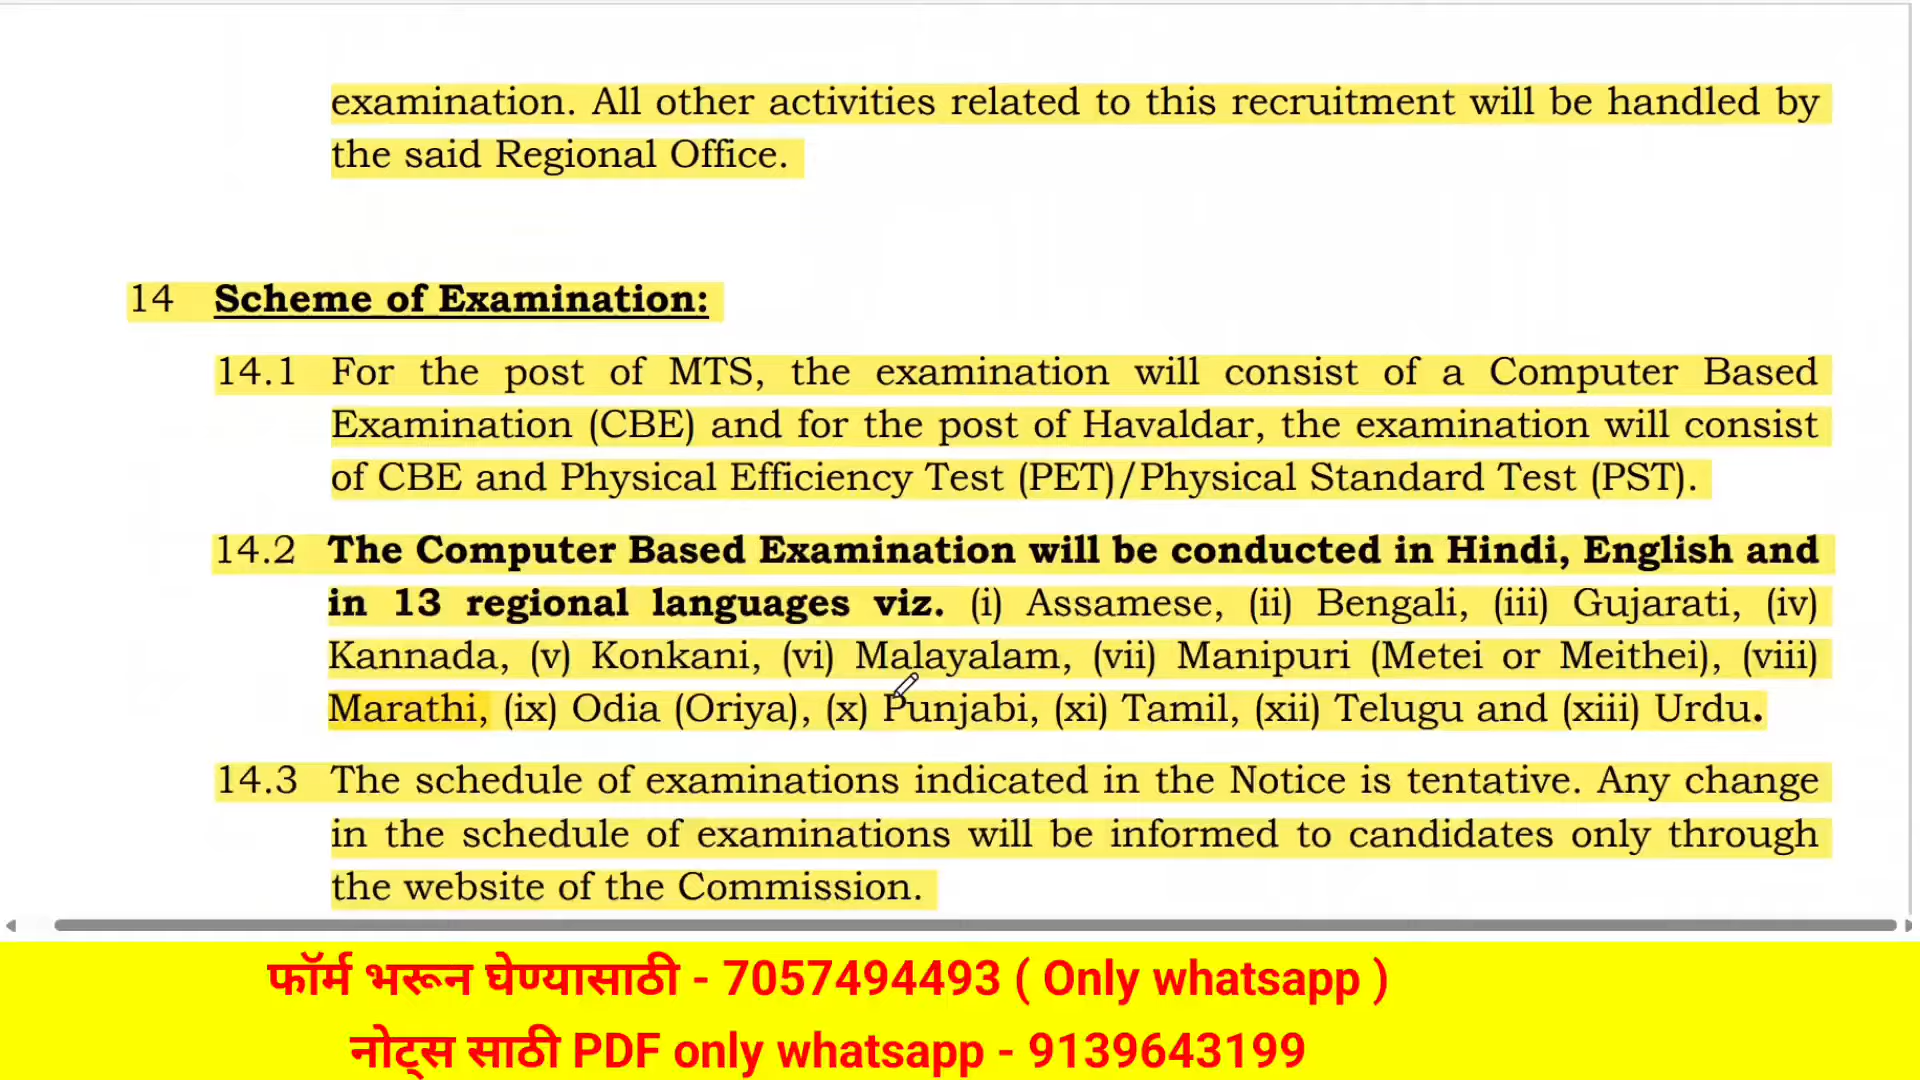 examination. All other activities related to this recruitment will be handled by
the said Regional Office.
14 Scheme of Examination:
14.1 For the post of MTS, the examination will consist of a Computer Based
Examination (CBE) and for the post of Havaldar, the examination will consist
of CBE and Physical Efficiency Test (PET)/Physical Standard Test (PST).
14.2 The Computer Based Examination will be conducted in Hindi, English and
in 13 regional languages viz. (i) Assamese, (ii) Bengali, (iii) Gujarati, (iv)
Kannada, (v) Konkani, (vi) Malayalam, (vii) Manipuri (Metei or Meithei), (viii)
Marathi, (ix) Odia (Oriya), (x) Punjabi, (xi) Tamil, (xii) Telugu and (xiii) Urdu.
14.3 The schedule of examinations indicated in the Notice is tentative. Any change
in the schedule of examinations will be informed to candidates only through
the website of the Commission.
फॉर्म भरून घेण्यासाठी - 7057494493 ( Only whatsapp )
नोट्स साठी PDF only whatsapp - 9139643199